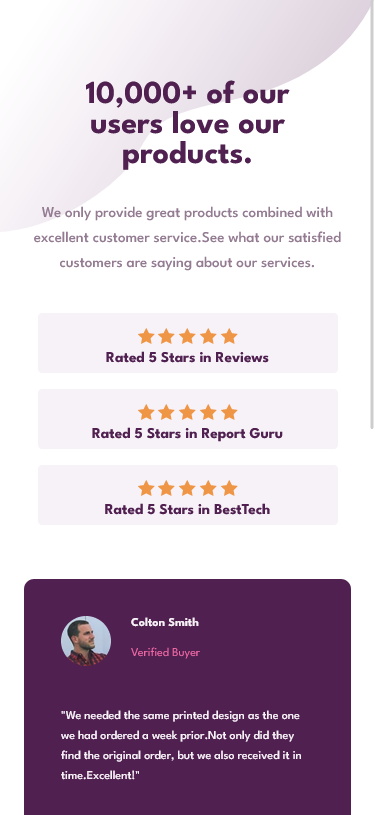 10,000+ of our
users love our
products.
We only provide great products combined with
excellent customer service.See what our satisfied
customers are saying about our services.
Rated 5 Stars in Reviews
Rated 5 Stars in Report Guru
Rated 5 Stars in BestTech
Colton Smith
Verified Buyer
"We needed the same printed design as the one
we had ordered a week prior.Not only did they
find the original order, but we also received it in
time.Excellent!"